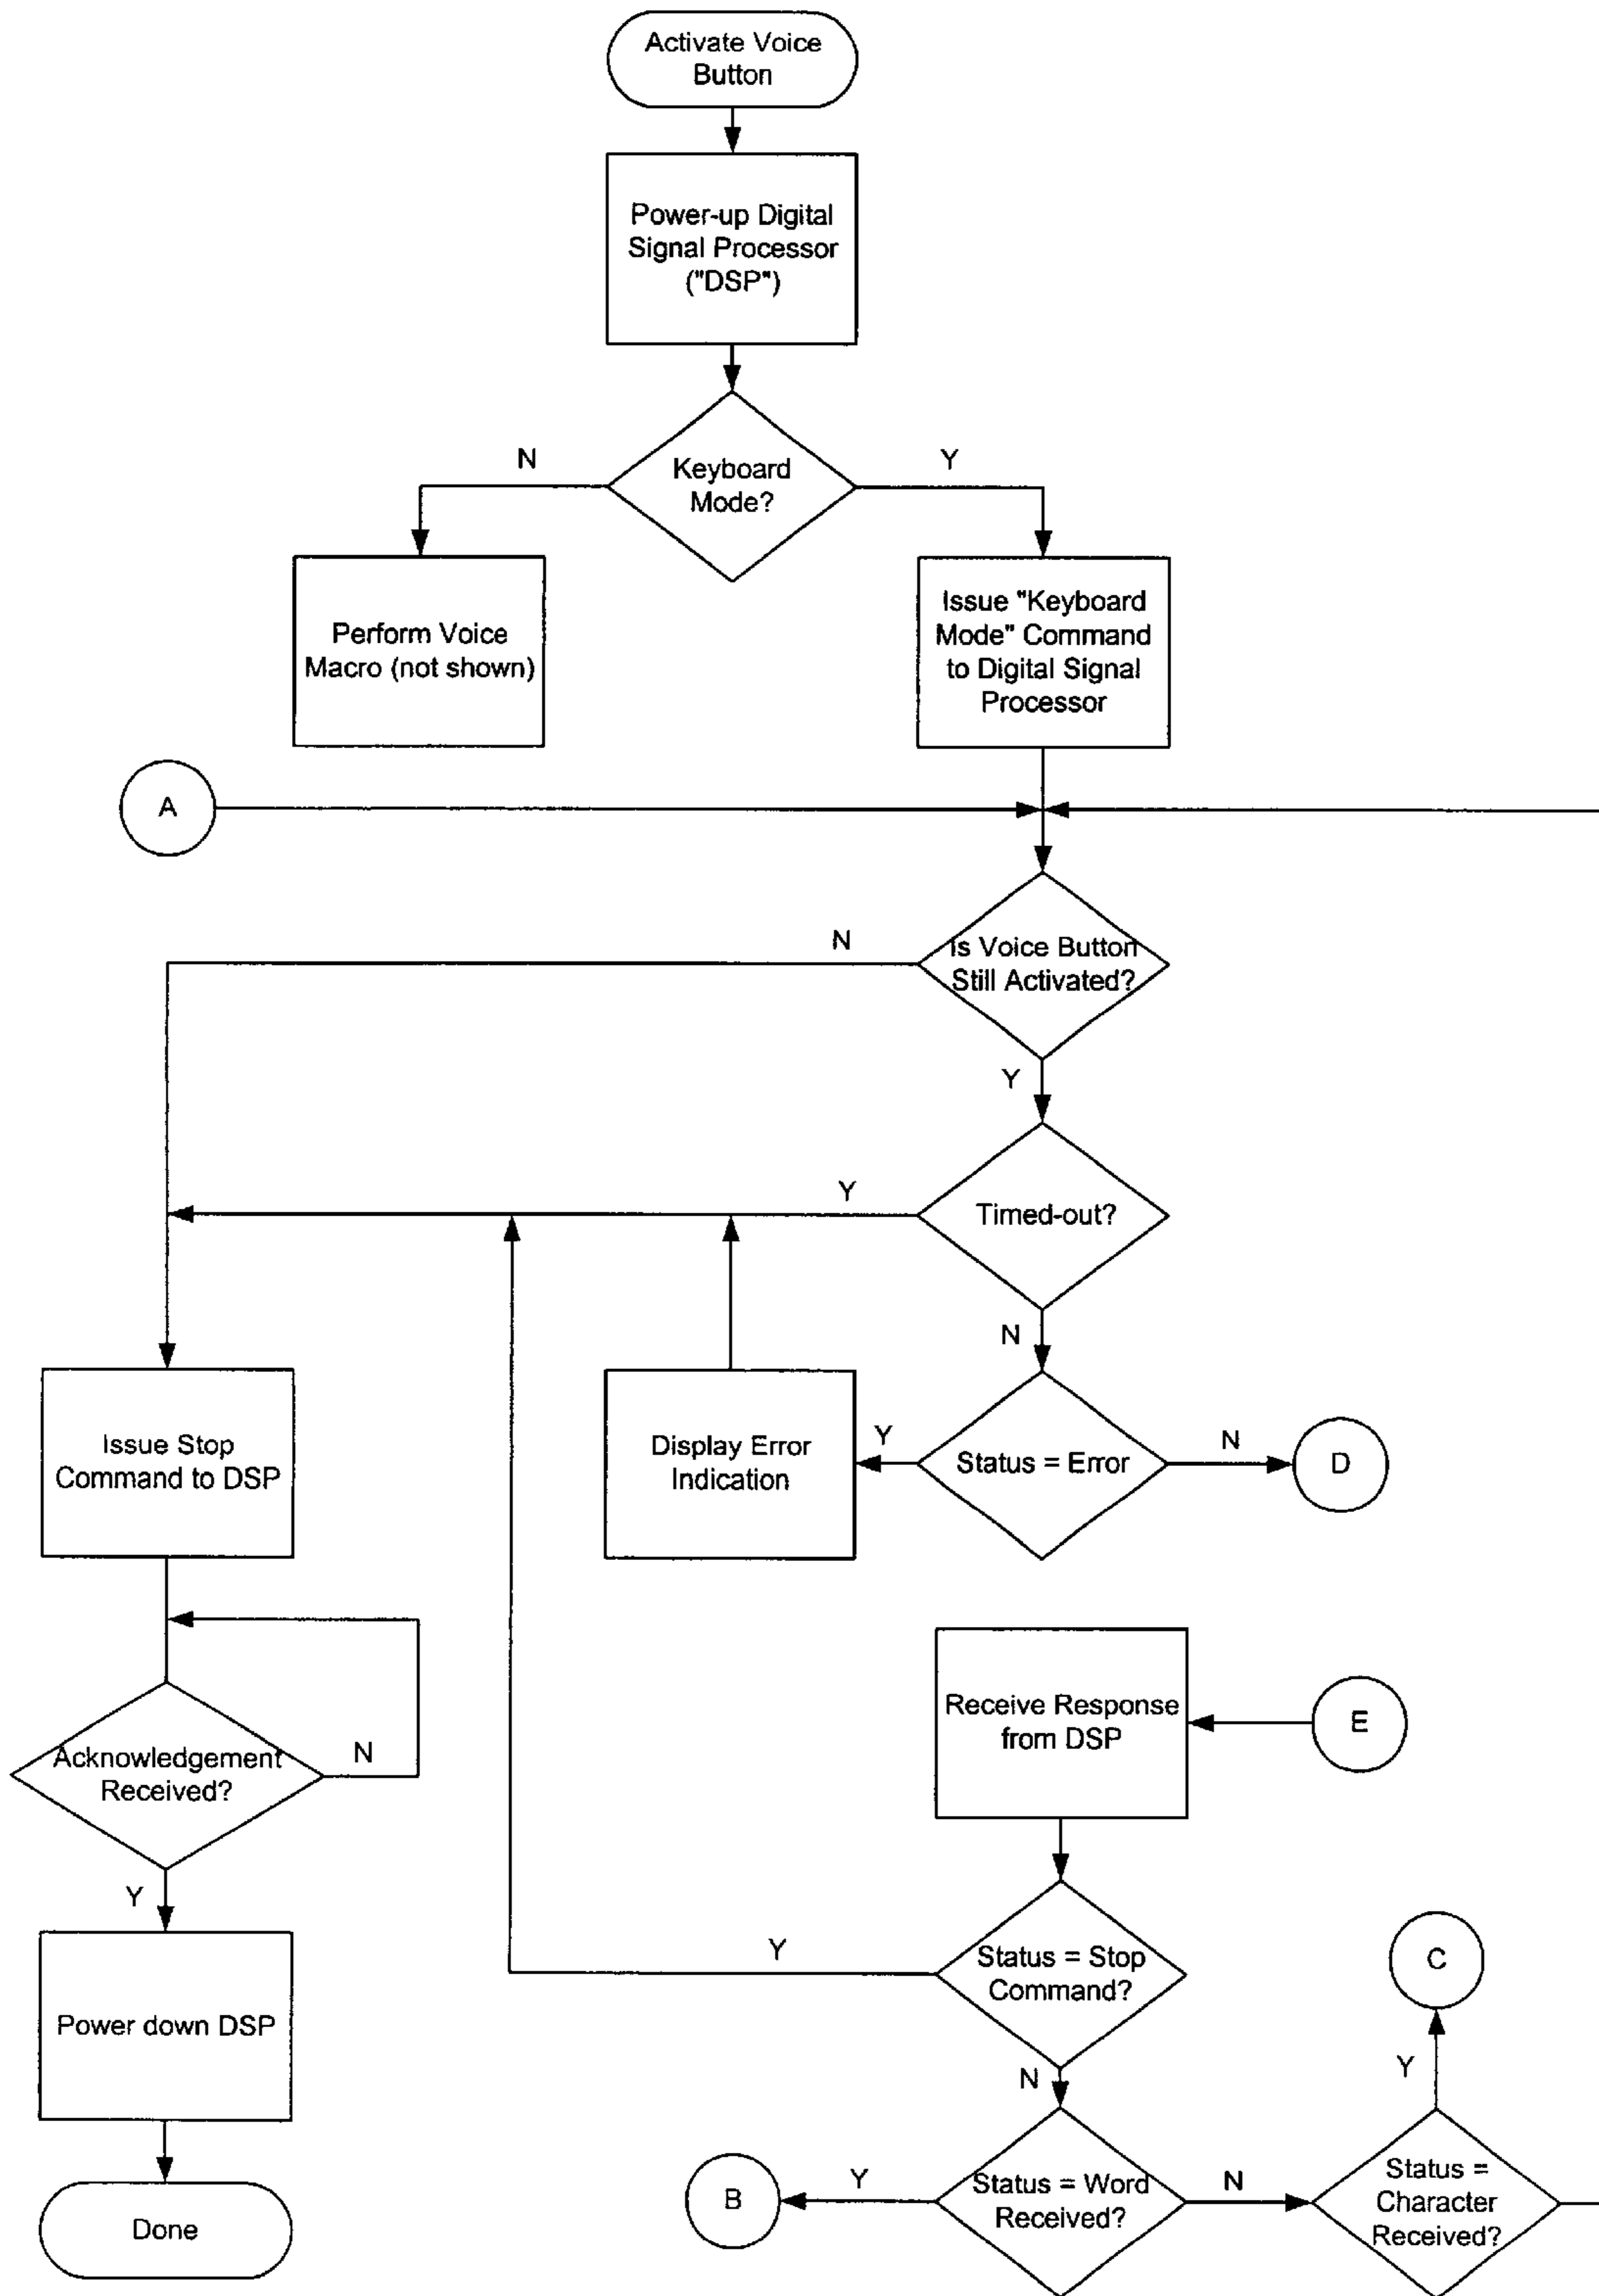 Activate Voice
Button
Power-up Digital
Signal Processor
("DSP")
N
Y
Keyboard
Mode?
Perform Voice
Macro (not shown)
Issue "Keyboard
Mode" Command
to Digital Signal
Processor
A
N
Is Voice Button
Still Activated?
Y
Y
Timed-out?
N
Issue Stop
Command to DSP
Display Error
Indication
Y
Status = Error
N
D
Receive Response
from DSP
E
Acknowledgement
Received?
N
Y
Power down DSP
Y
Status = Stop
Command?
C
N
Y
B
Y
Status = Word
Received?
N
Status =
Character
Received?
Done